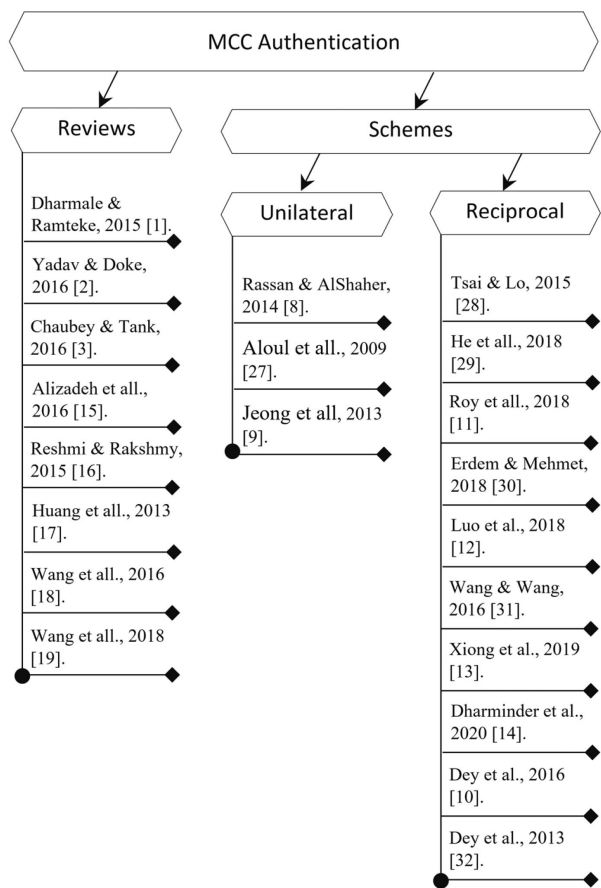 MCC Authentication
Reviews
Dharmale &
Ramteke, 2015 [1].
Yadav & Doke,
2016 [2].
Chaubey & Tank,
2016 [3].
Alizadeh et all.,
2016 [15].
Reshmi & Rakshmy,
2015 [16].
Huang et all., 2013
[17].
Wang et all., 2016
[18].
Wang et all., 2018
[19].
Schemes
Unilateral
Rassan & AlShaher,
2014 [8].
Aloul et all., 2009
[27].
Jeong et all, 2013
[9].
Reciprocal
Tsai & Lo, 2015
[28].
He et all., 2018
[29].
Roy et all., 2018
[11].
Erdem & Mehmet,
2018 [30].
Luo et al., 2018
[12].
Wang & Wang,
2016 [31].
Xiong et al., 2019
[13].
Dharminder et al.,
2020 [14].
Dey et al., 2016
[10].
Dey et al., 2013
[32].